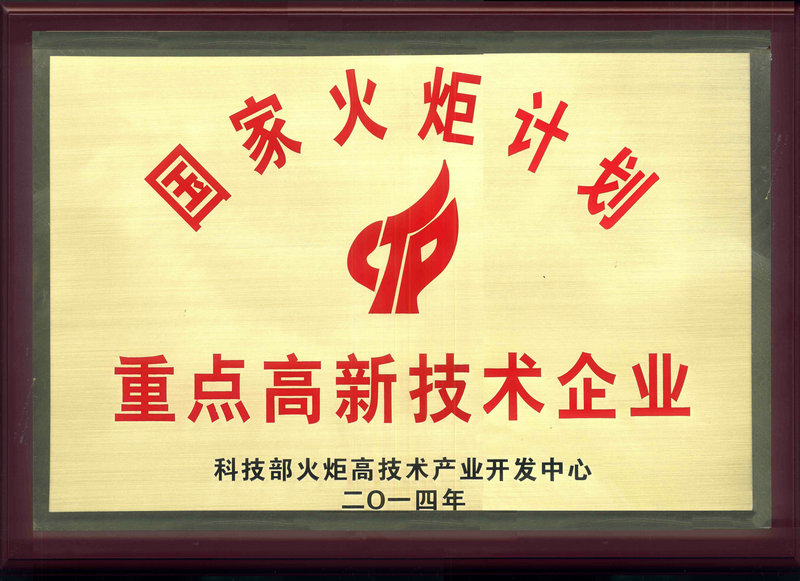 国家火炬计划
CTP
重点高新技术企业
科技部火炬高技术产业开发中心
二〇一四年